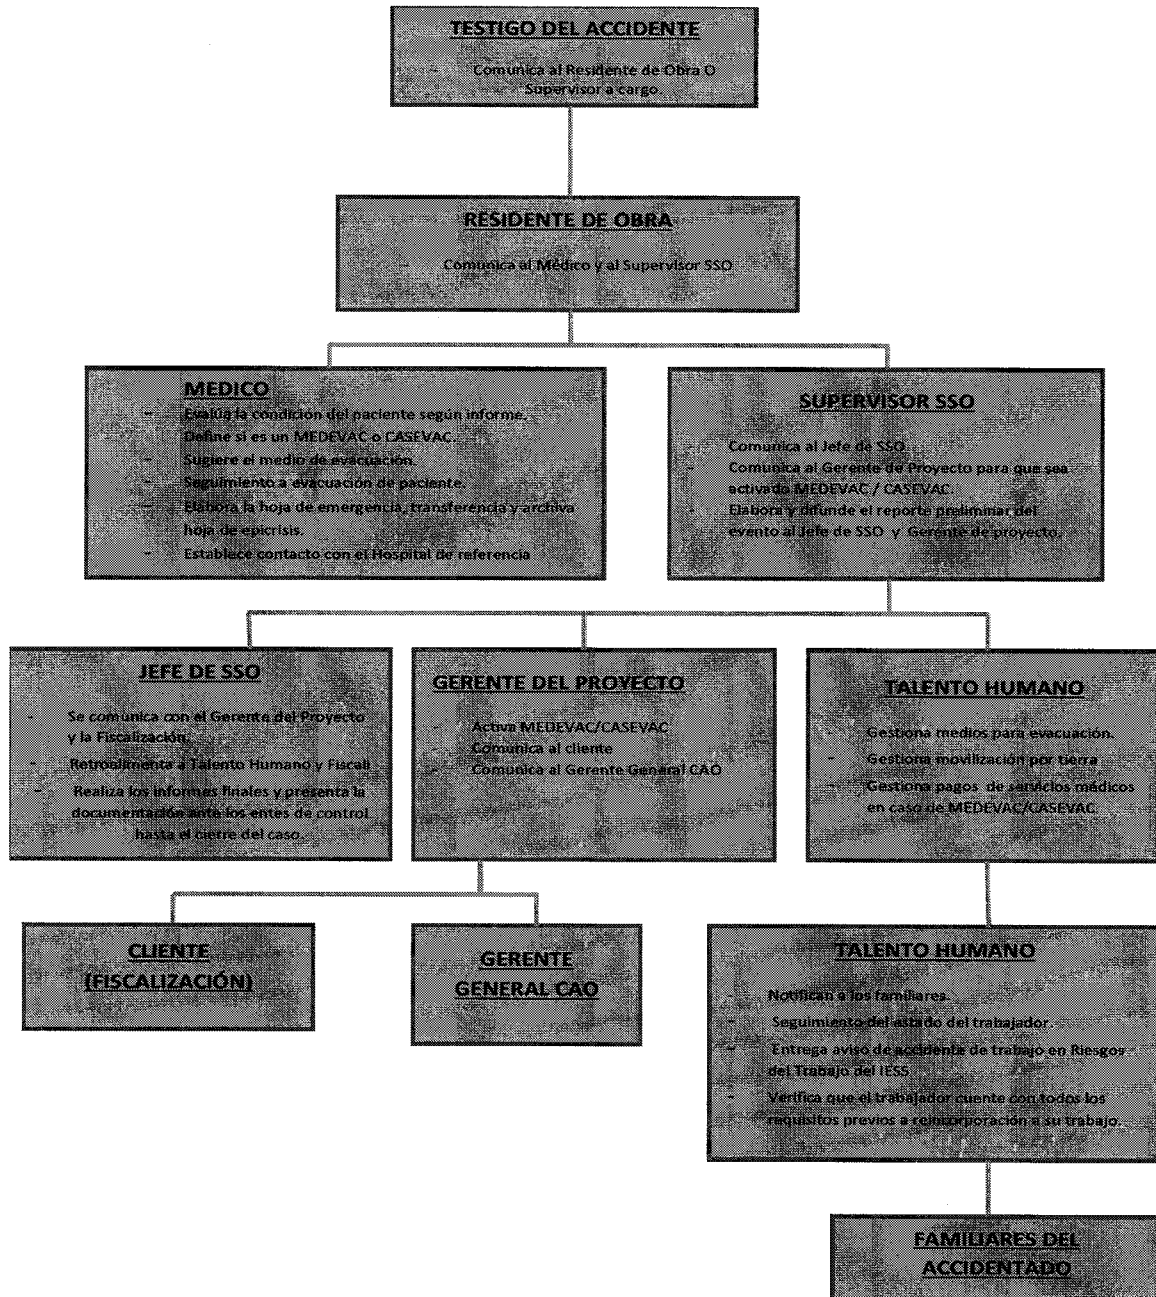 TESTIGO DEL ACCIDENTE
- Comunica al Residente de Obra O
Supervisor a cargo.
RESIDENTE DE OBRA
- Comunica al Médico y al Supervisor SSO
MEDICO
- Evalúa la condición del paciente según informe.
- Define si es un MEDEVAC o CASEVAC.
- Sugiere el medio de evacuación.
- Seguimiento a evacuación de paciente.
- Elabora la hoja de emergencia, transferencia y archiva
hoja de epicrisis.
- Establece contacto con el Hospital de referencia
SUPERVISOR SSO
- Comunica al Jefe de SSO
- Comunica al Gerente de Proyecto para que sea
activado MEDEVAC / CASEVAC.
- Elabora y difunde el reporte preliminar del
evento al Jefe de SSO y Gerente de proyecto.
JEFE DE SSO
- Se comunica con el Gerente del Proyecto
y la Fiscalización.
- Retroalimenta a Talento Humano y Fiscali
- Realiza los informes finales y presenta la
documentación ante los entes de control
hasta el cierre del caso.
GERENTE DEL PROYECTO
- Activa MEDEVAC/CASEVAC
- Comunica al cliente
- Comunica al Gerente General CAO
TALENTO HUMANO
- Gestiona medios para evacuación.
- Gestiona movilización por tierra
- Gestiona pagos de servicios médicos
en caso de MEDEVAC/CASEVAC.
CLIENTE
(FISCALIZACIÓN)
GERENTE
GENERAL CAO
TALENTO HUMANO
- Notifican a los familiares.
- Seguimiento del estado del trabajador.
- Entrega aviso de accidente de trabajo en Riesgos
del Trabajo del IESS
- Verifica que el trabajador cuente con todos los
requisitos previos a reincorporación a su trabajo.
FAMILIARES DEL
ACCIDENTADO